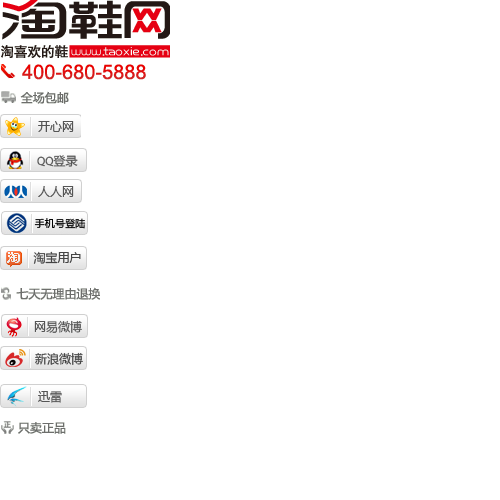 淘鞋网
淘喜欢的鞋 www.taoxie.com
400-680-5888
全场包邮
开心网
QQ登录
人人网
手机号登陆
淘 淘宝用户
七天无理由退换
网易微博
新浪微博
迅雷
只卖正品